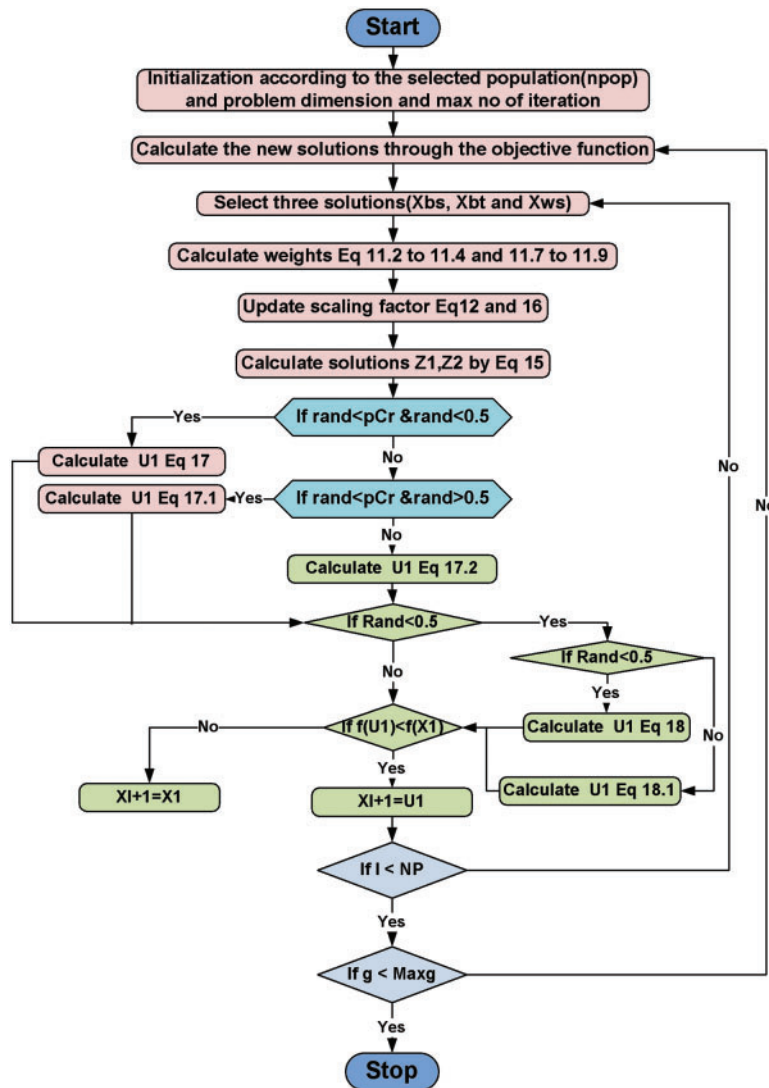 Start
Initialization according to the selected population(npop)
and problem dimension and max no of iteration
Calculate the new solutions through the objective function
Select three solutions(Xbs, Xbt and Xws)
Calculate weights Eq 11.2 to 11.4 and 11.7 to 11.9
Update scaling factor Eq12 and 16
Calculate solutions Z1,Z2 by Eq 15
If rand<pCr &rand<0.5
Yes
Calculate U1 Eq 17
No
If rand<pCr &rand>0.5
Yes
Calculate U1 Eq 17.1
No
Calculate U1 Eq 17.2
If Rand<0.5
Yes
If Rand<0.5
No
Yes
No
Calculate U1 Eq 18
If f(U1)<f(X1)
No
Yes
Calculate U1 Eq 18.1
XI+1=X1
XI+1=U1
If I < NP
No
Yes
If g < Maxg
No
Yes
Stop